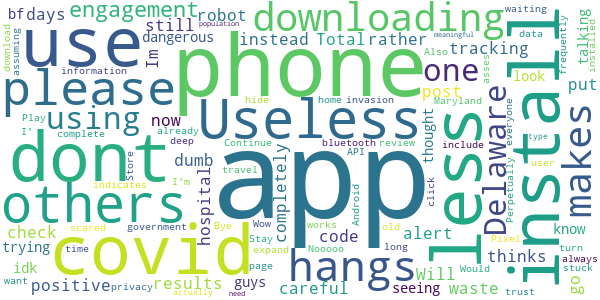 bf days engagement
robot
downloading
waiting
population
meaningful
download
assuming
Im
still
dangerous
instead
Total
rather
Also
data
installed
frequently
talking
use
phone
tracking
please
information
hide
home
invasion
one
post
look
asses
Maryland
put
using
now
Useless
less
install
makes
Play
I'
complete
already
deep
Continue
bluetooth
review
API
thought
include
Delaware
Perpetually
everyone
type
dont
Store
dumb
I'm
travel
hospital
completely
Android
click
user
others
indicates
app
know
check
scared
government
Bye
Wow
works
old
code
alert
turn
trying
time
covid
Stay
expand
long
Pixel
thinks
always
idk
page
hangs
Will
Would
stuck
want
privacy
results
guys
seeing
waste
go
positive
actually
need
careful
trust